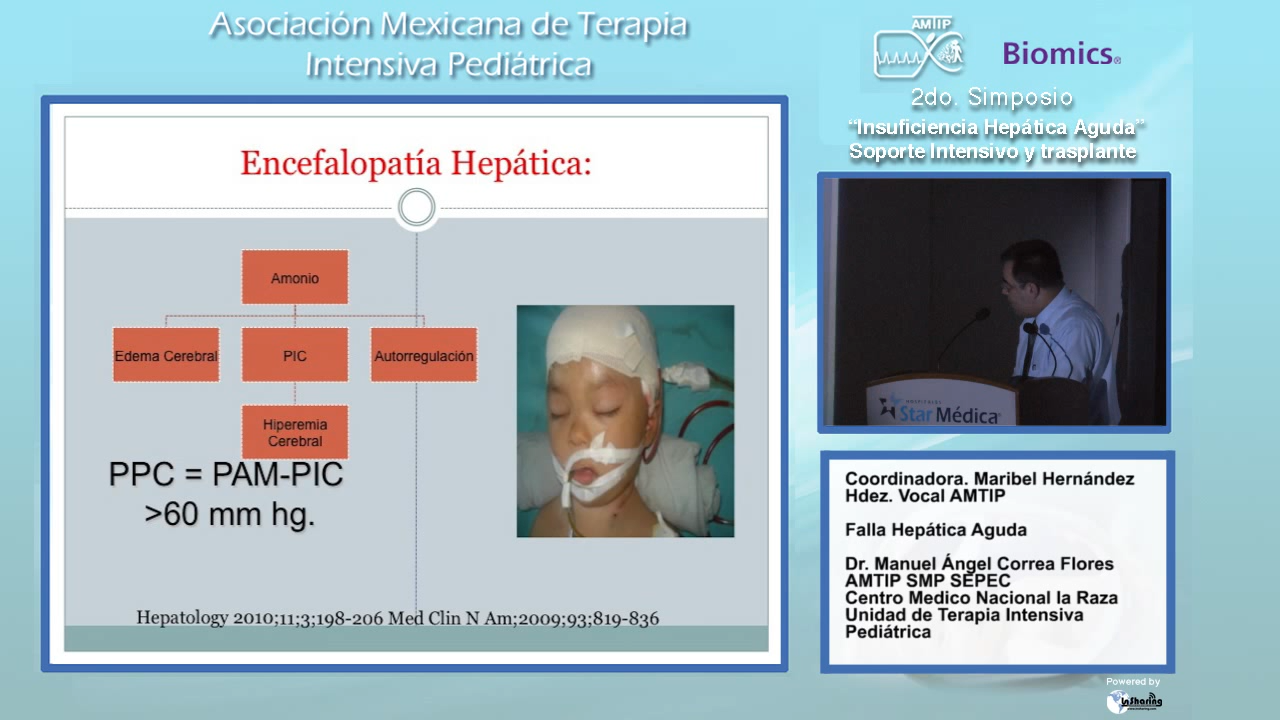 Asociación Mexicana de Terapia
Intensiva Pediátrica
AMTIP
Biomics®
2do. Simposio
“Insuficiencia Hepática Aguda”
Soporte Intensivo y trasplante
Encefalopatía Hepática:
Amonio
Edema Cerebral
PIC
Autorregulación
Hiperemia
Cerebral
PPC = PAM-PIC
>60 mm hg.
Hepatology 2010;11;3;198-206 Med Clin N Am;2009;93;819-836
HOSPITALES
Star Médica
Coordinadora. Maribel Hernández
Hdez. Vocal AMTIP
Falla Hepática Aguda
Dr. Manuel Ángel Correa Flores
AMTIP SMP SEPEC
Centro Medico Nacional la Raza
Unidad de Terapia Intensiva
Pediátrica
Powered by
InSharing